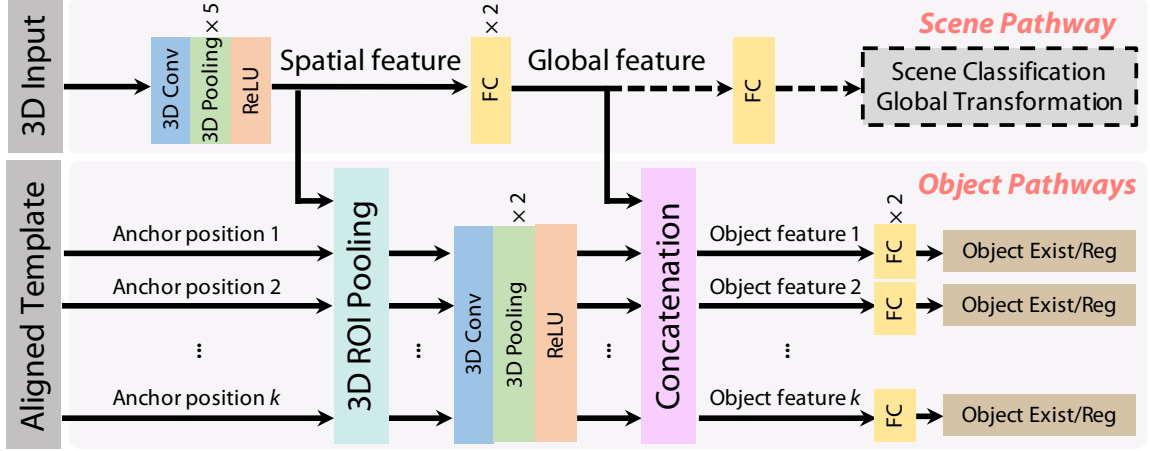 3D Input
3D Conv
3D Pooling
× 5
ReLU
Spatial feature
FC
× 2
Global feature
FC
Scene Pathway
Scene Classification
Global Transformation
Aligned Template
Object Pathways
Anchor position 1
Anchor position 2
...
Anchor position k
3D ROI Pooling
...
3D Conv
3D Pooling
× 2
ReLU
...
Concatenation
Object feature 1
Object feature 2
...
Object feature k
× 2
FC
FC
FC
Object Exist/Reg
Object Exist/Reg
Object Exist/Reg